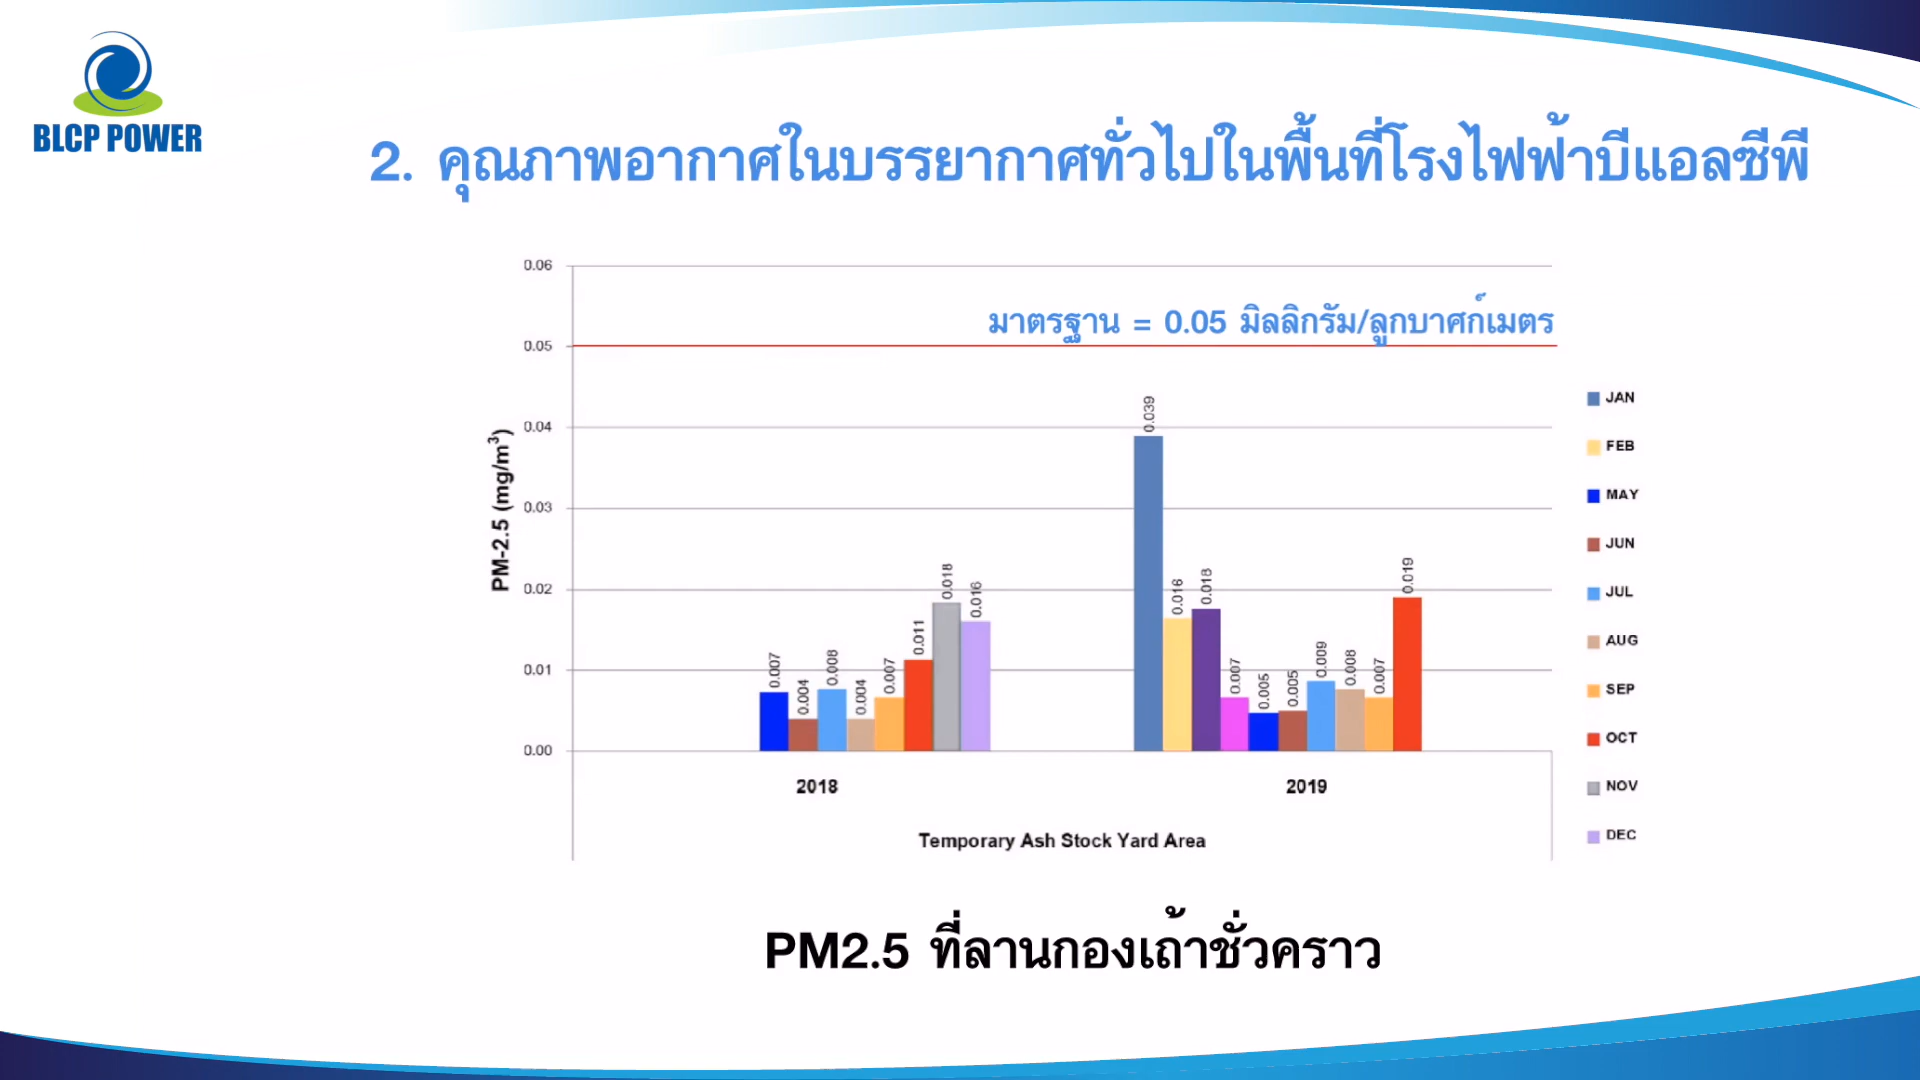 BLCP POWER
2. คุณภาพอากาศในบรรยากาศทั่วไปในพื้นที่โรงไฟฟ้าบีแอลซีพี
มาตรฐาน = 0.05 มิลลิกรัม/ลูกบาศก์เมตร
PM-2.5 (mg/m³)
0.06
0.05
0.04
0.03
0.02
0.01
0.00
0.007
0.004
0.008
0.004
0.007
0.011
0.018
0.016
0.039
0.016
0.018
0.007
0.005
0.005
0.009
0.008
0.007
0.019
2018
2019
Temporary Ash Stock Yard Area
JAN
FEB
MAY
JUN
JUL
AUG
SEP
OCT
NOV
DEC
PM2.5 ที่ลานกองเถ้าชั่วคราว